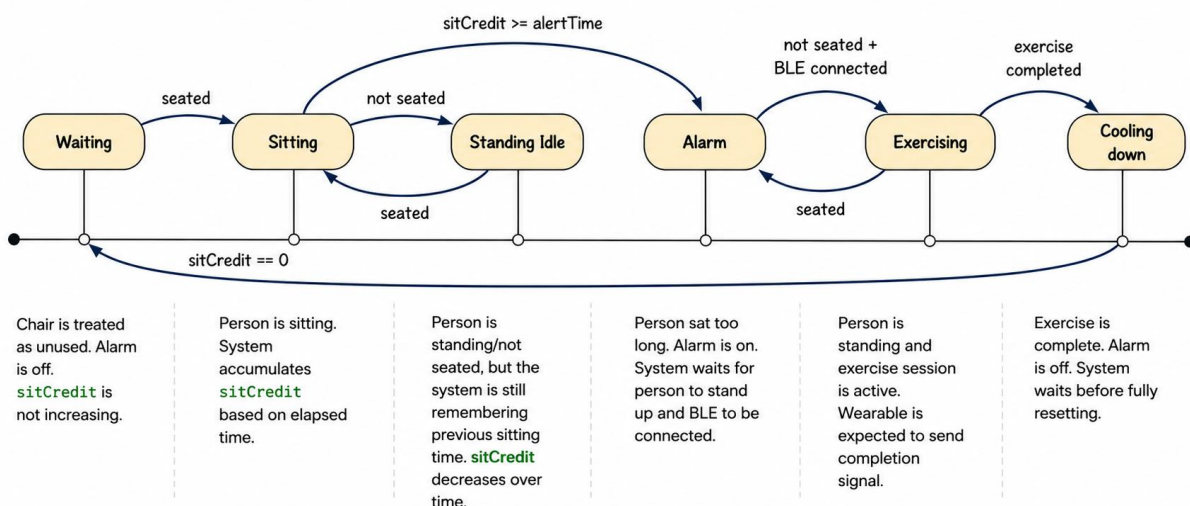 sitCredit >= alertTime
not seated +
BLE connected
exercise
completed
seated
not seated
Waiting
Sitting
Standing Idle
Alarm
Exercising
Cooling
down
seated
seated
sitCredit == 0
Chair is treated
as unused. Alarm
is off.
sitCredit is
not increasing.
Person is sitting.
System
accumulates
sitCredit
based on elapsed
time.
Person is
standing/not
seated, but the
system is still
remembering
previous sitting
time. sitCredit
decreases over
time.
Person sat too
long. Alarm is on.
System waits for
person to stand
up and BLE to be
connected.
Person is
standing and
exercise session
is active.
Wearable is
expected to send
completion
signal.
Exercise is
complete. Alarm
is off. System
waits before fully
resetting.